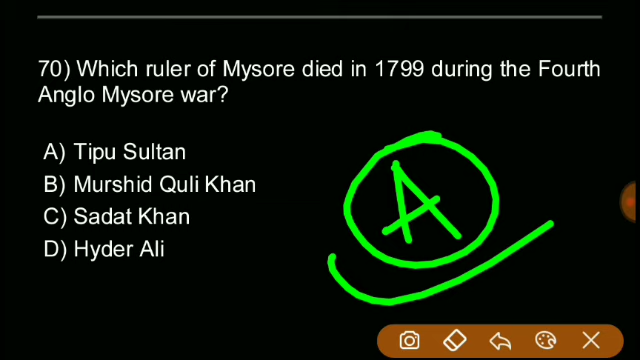 70) Which ruler of Mysore died in 1799 during the Fourth
Anglo Mysore war?
A) Tipu Sultan
B) Murshid Quli Khan
C) Sadat Khan
D) Hyder Ali
A